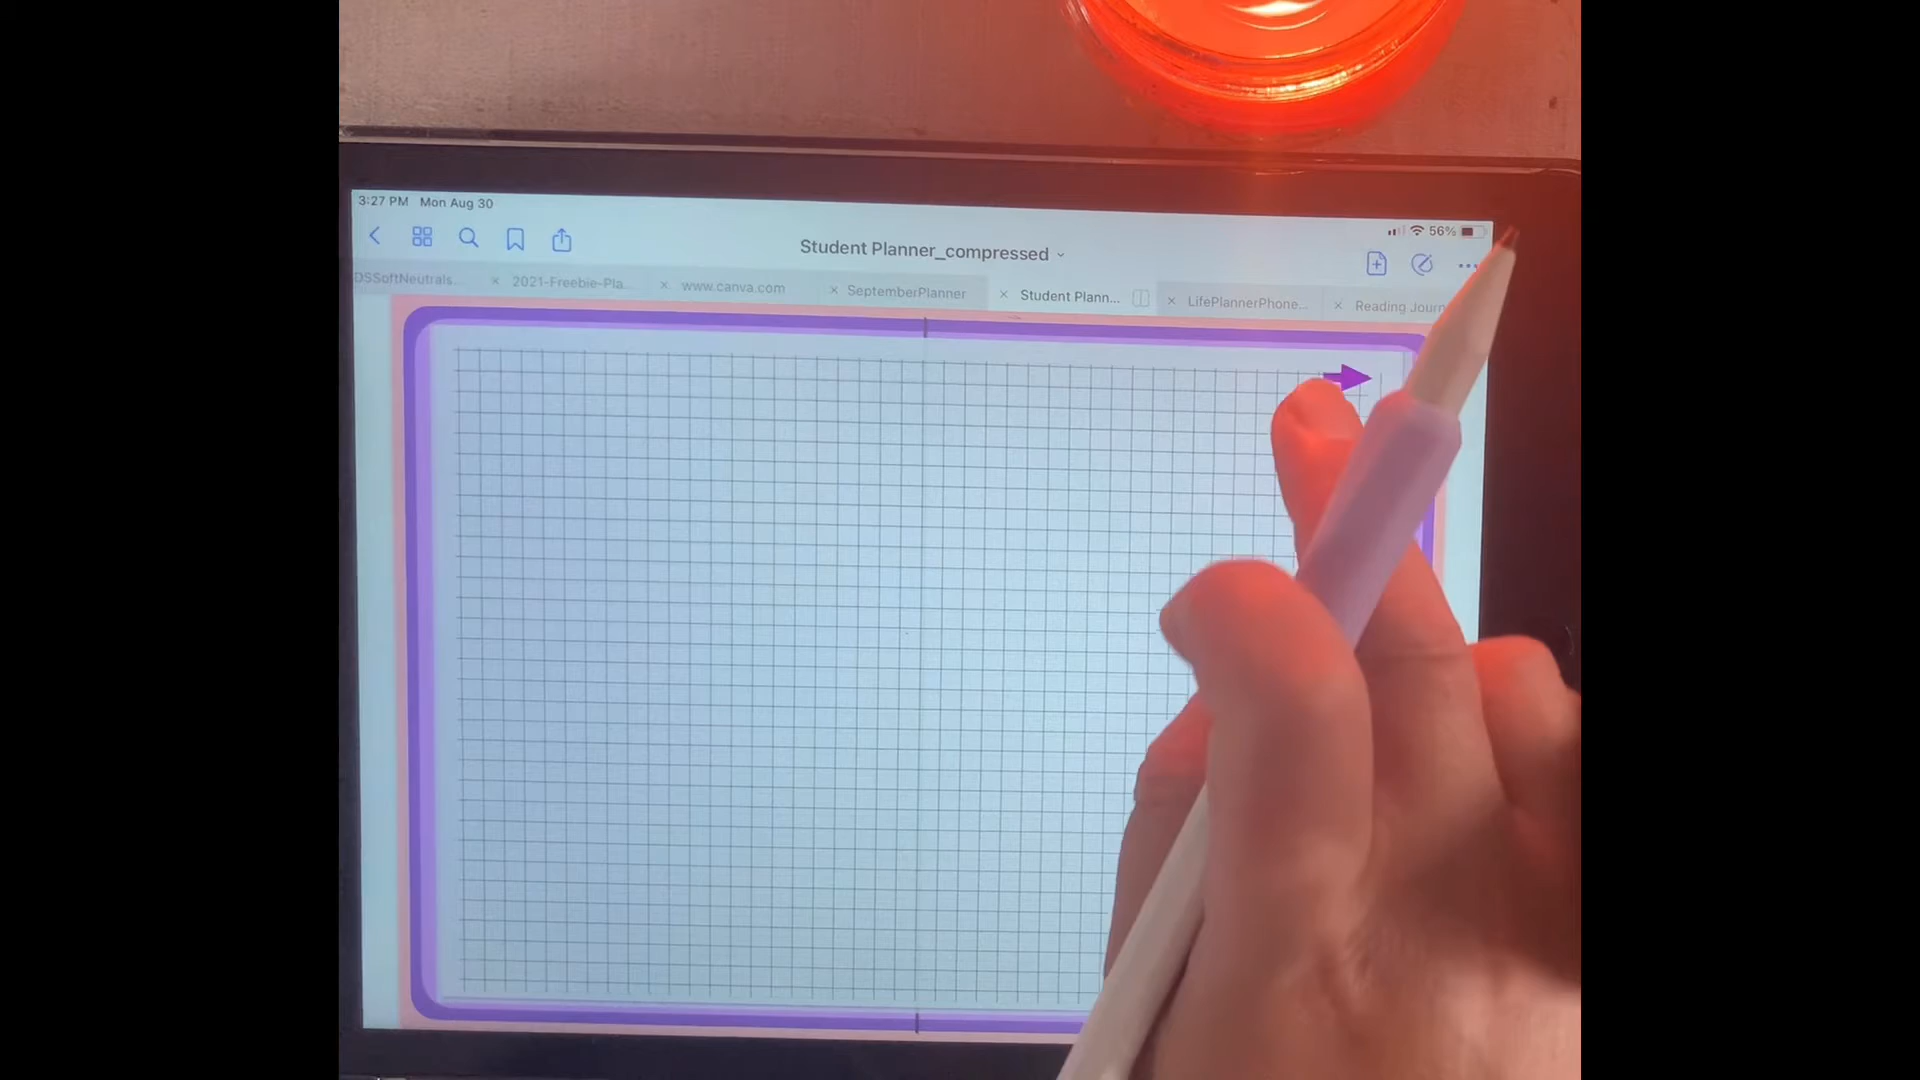 3:27 PM Mon Aug 30
56%
Student Planner_compressed
DSSoftNeutrals...
2021-Freebie-Pla...
www.canva.com
SeptemberPlanner
Student Plann...
LifePlannerPhone...
Reading Journ